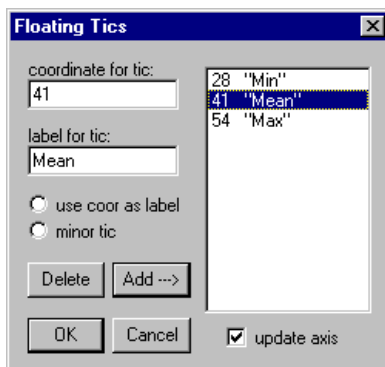 Floating Tics
coordinate for tic:
41
label for tic:
Mean
use coor as label
minor tic
Delete
Add --->
OK
Cancel
28 "Min"
41 "Mean"
54 "Max"
update axis